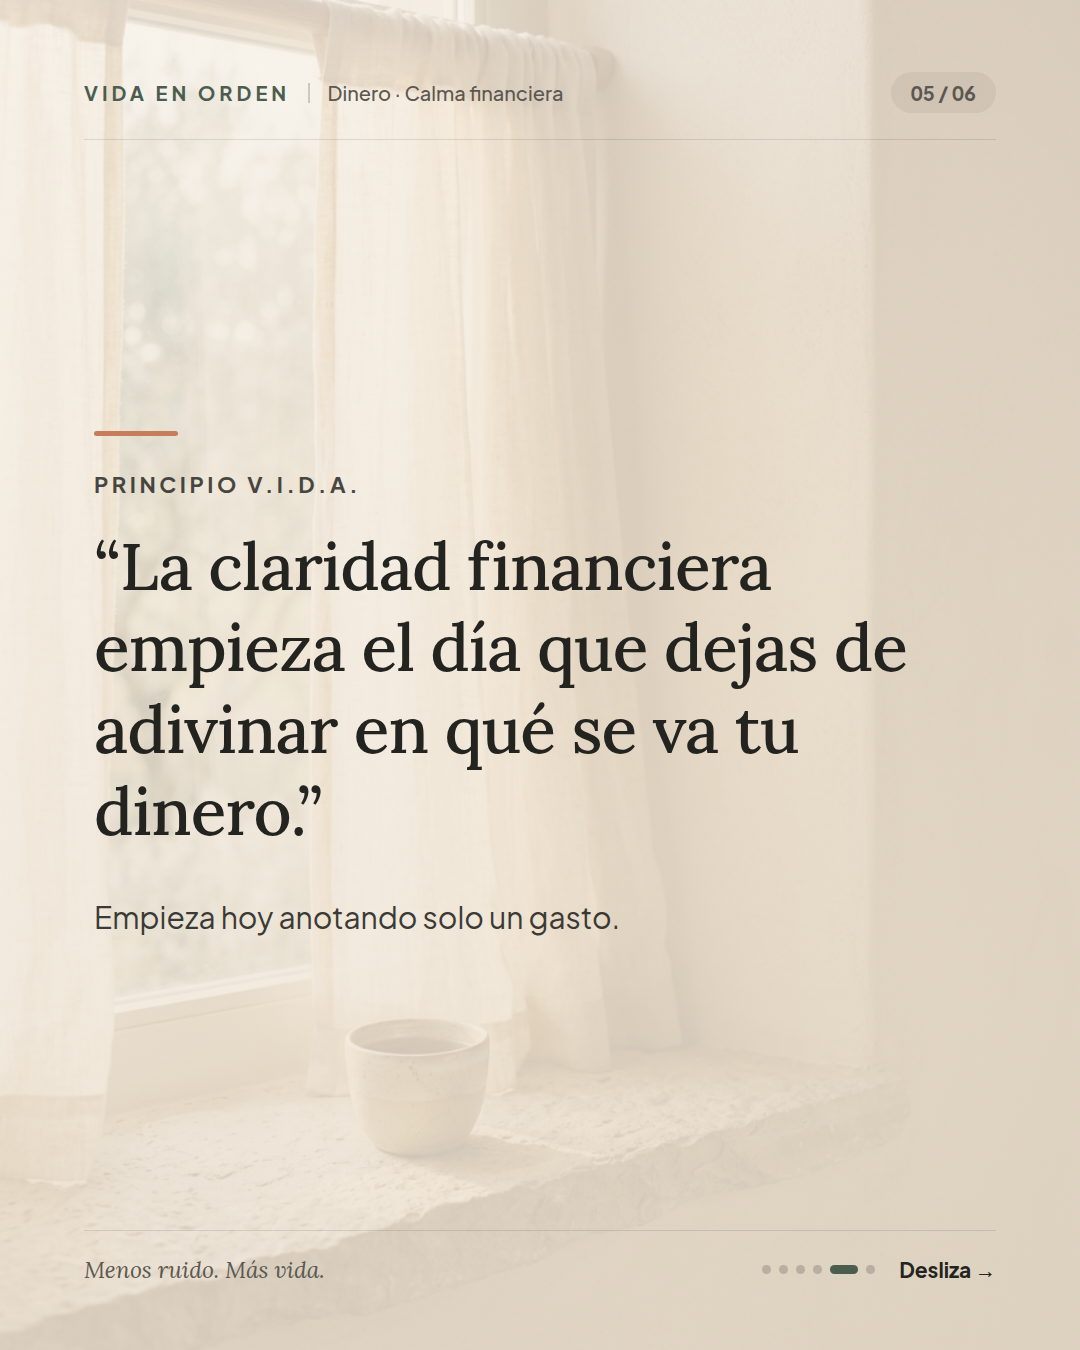 VIDA EN ORDEN | Dinero · Calma financiera
05 / 06
PRINCIPIO V.I.D.A.
“La claridad financiera
empieza el día que dejas de
adivinar en qué se va tu
dinero.”
Empieza hoy anotando solo un gasto.
Menos ruido. Más vida.
Desliza →